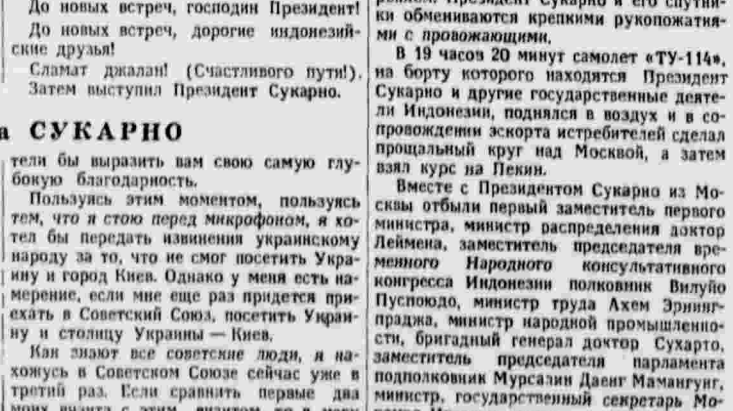 До новых встреч, господин Президент!
До новых встреч, дорогие индонезий-
ские друзья!
Сламат джалан! (Счастливого пути!).
Затем выступил Президент Сукарно.
а СУКАРНО
тели бы выразить вам свою самую глу-
бокую благодарность.
Пользуясь этим моментом, пользуясь
тем, что я стою перед микрофоном, я хо-
тел бы передать извинения украинскому
народу за то, что не смог посетить Укра-
ину и город Киев. Однако у меня есть на-
мерение, если мне еще раз придется при-
ехать в Советский Союз, посетить Украи-
ну и столицу Украины — Киев.
Как знают все советские люди, я на-
хожусь в Советском Союзе сейчас уже в
третий раз. Если сравнить первые два
Президент Сукарно и его спутни-
ки обмениваются крепкими рукопожатия-
ми с провожающими.
В 19 часов 20 минут самолет «ТУ-114»,
на борту которого находятся Президент
Сукарно и другие государственные деяте-
ли Индонезии, поднялся в воздух и в со-
провождении эскорта истребителей сделал
прощальный круг над Москвой, а затем
взял курс на Пекин.
Вместе с Президентом Сукарно из Мо-
сквы отбыли первый заместитель первого
министра, министр распределения доктор
Леймена, заместитель председателя вре-
менного Народного консультативного
конгресса Индонезии полковник Вилуйо
Пуспоюдо, министр труда Ахем Эрнинг-
праджа, министр народной промышленно-
сти, бригадный генерал доктор Сухарто,
заместитель председателя парламента
подполковник Мурсалин Даенг Мамангунг,
министр, государственный секретарь Мо-